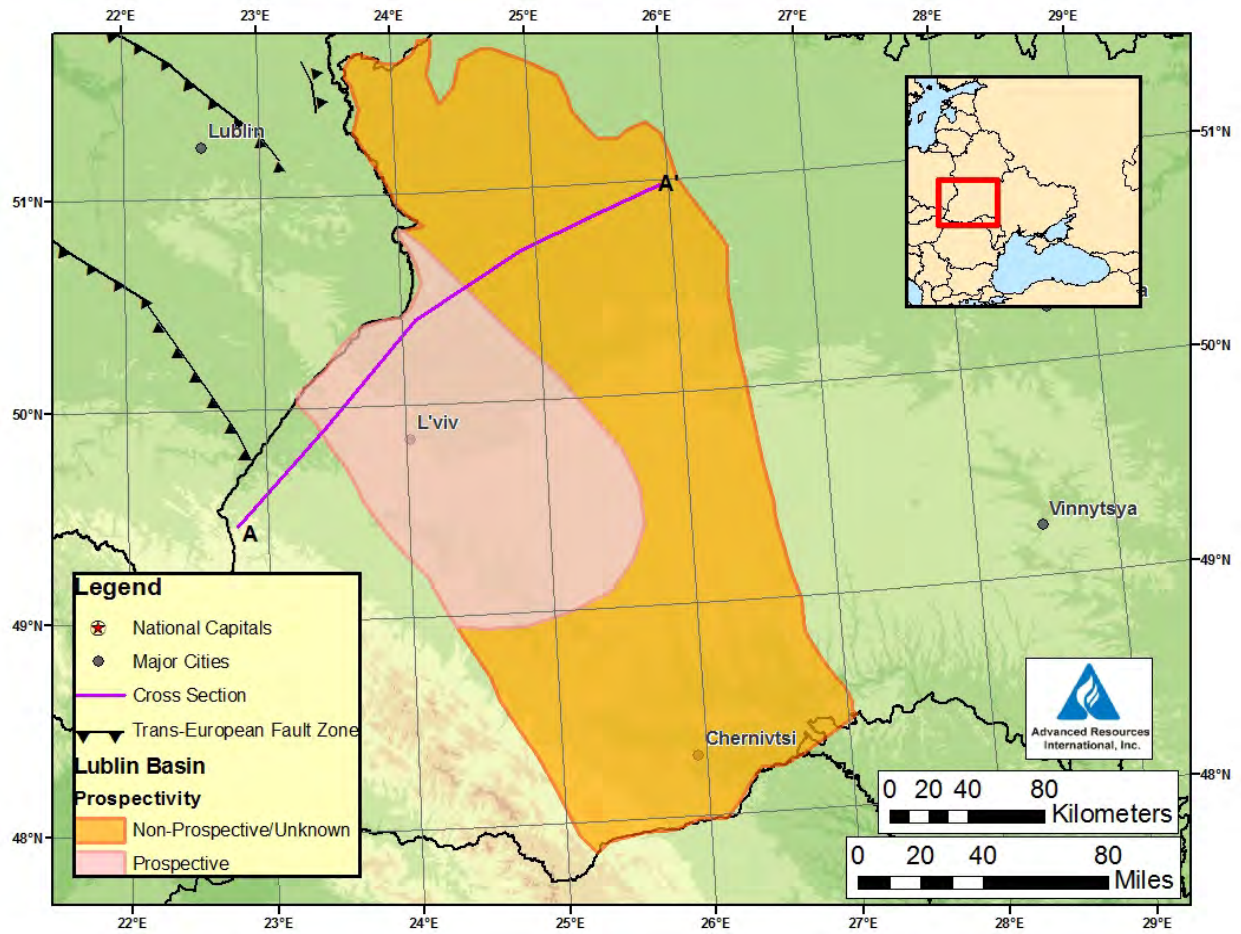 22°E 23°E 24°E 25°E 26°E 27°E 28°E 29°E
Lublin
51°N
51°N
A'
a
50°N
50°N
L'viv
Vinnytsya
A
49°N
49°N
Legend
National Capitals
Major Cities
Cross Section
Trans-European Fault Zone
Lublin Basin
Prospectivity
Non-Prospective/Unknown
Prospective
Chernivtsi
Advanced Resources
International, Inc.
48°N
48°N
0 20 40 80
Kilometers
0 20 40 80
Miles
22°E 23°E 24°E 25°E 26°E 27°E 28°E 29°E